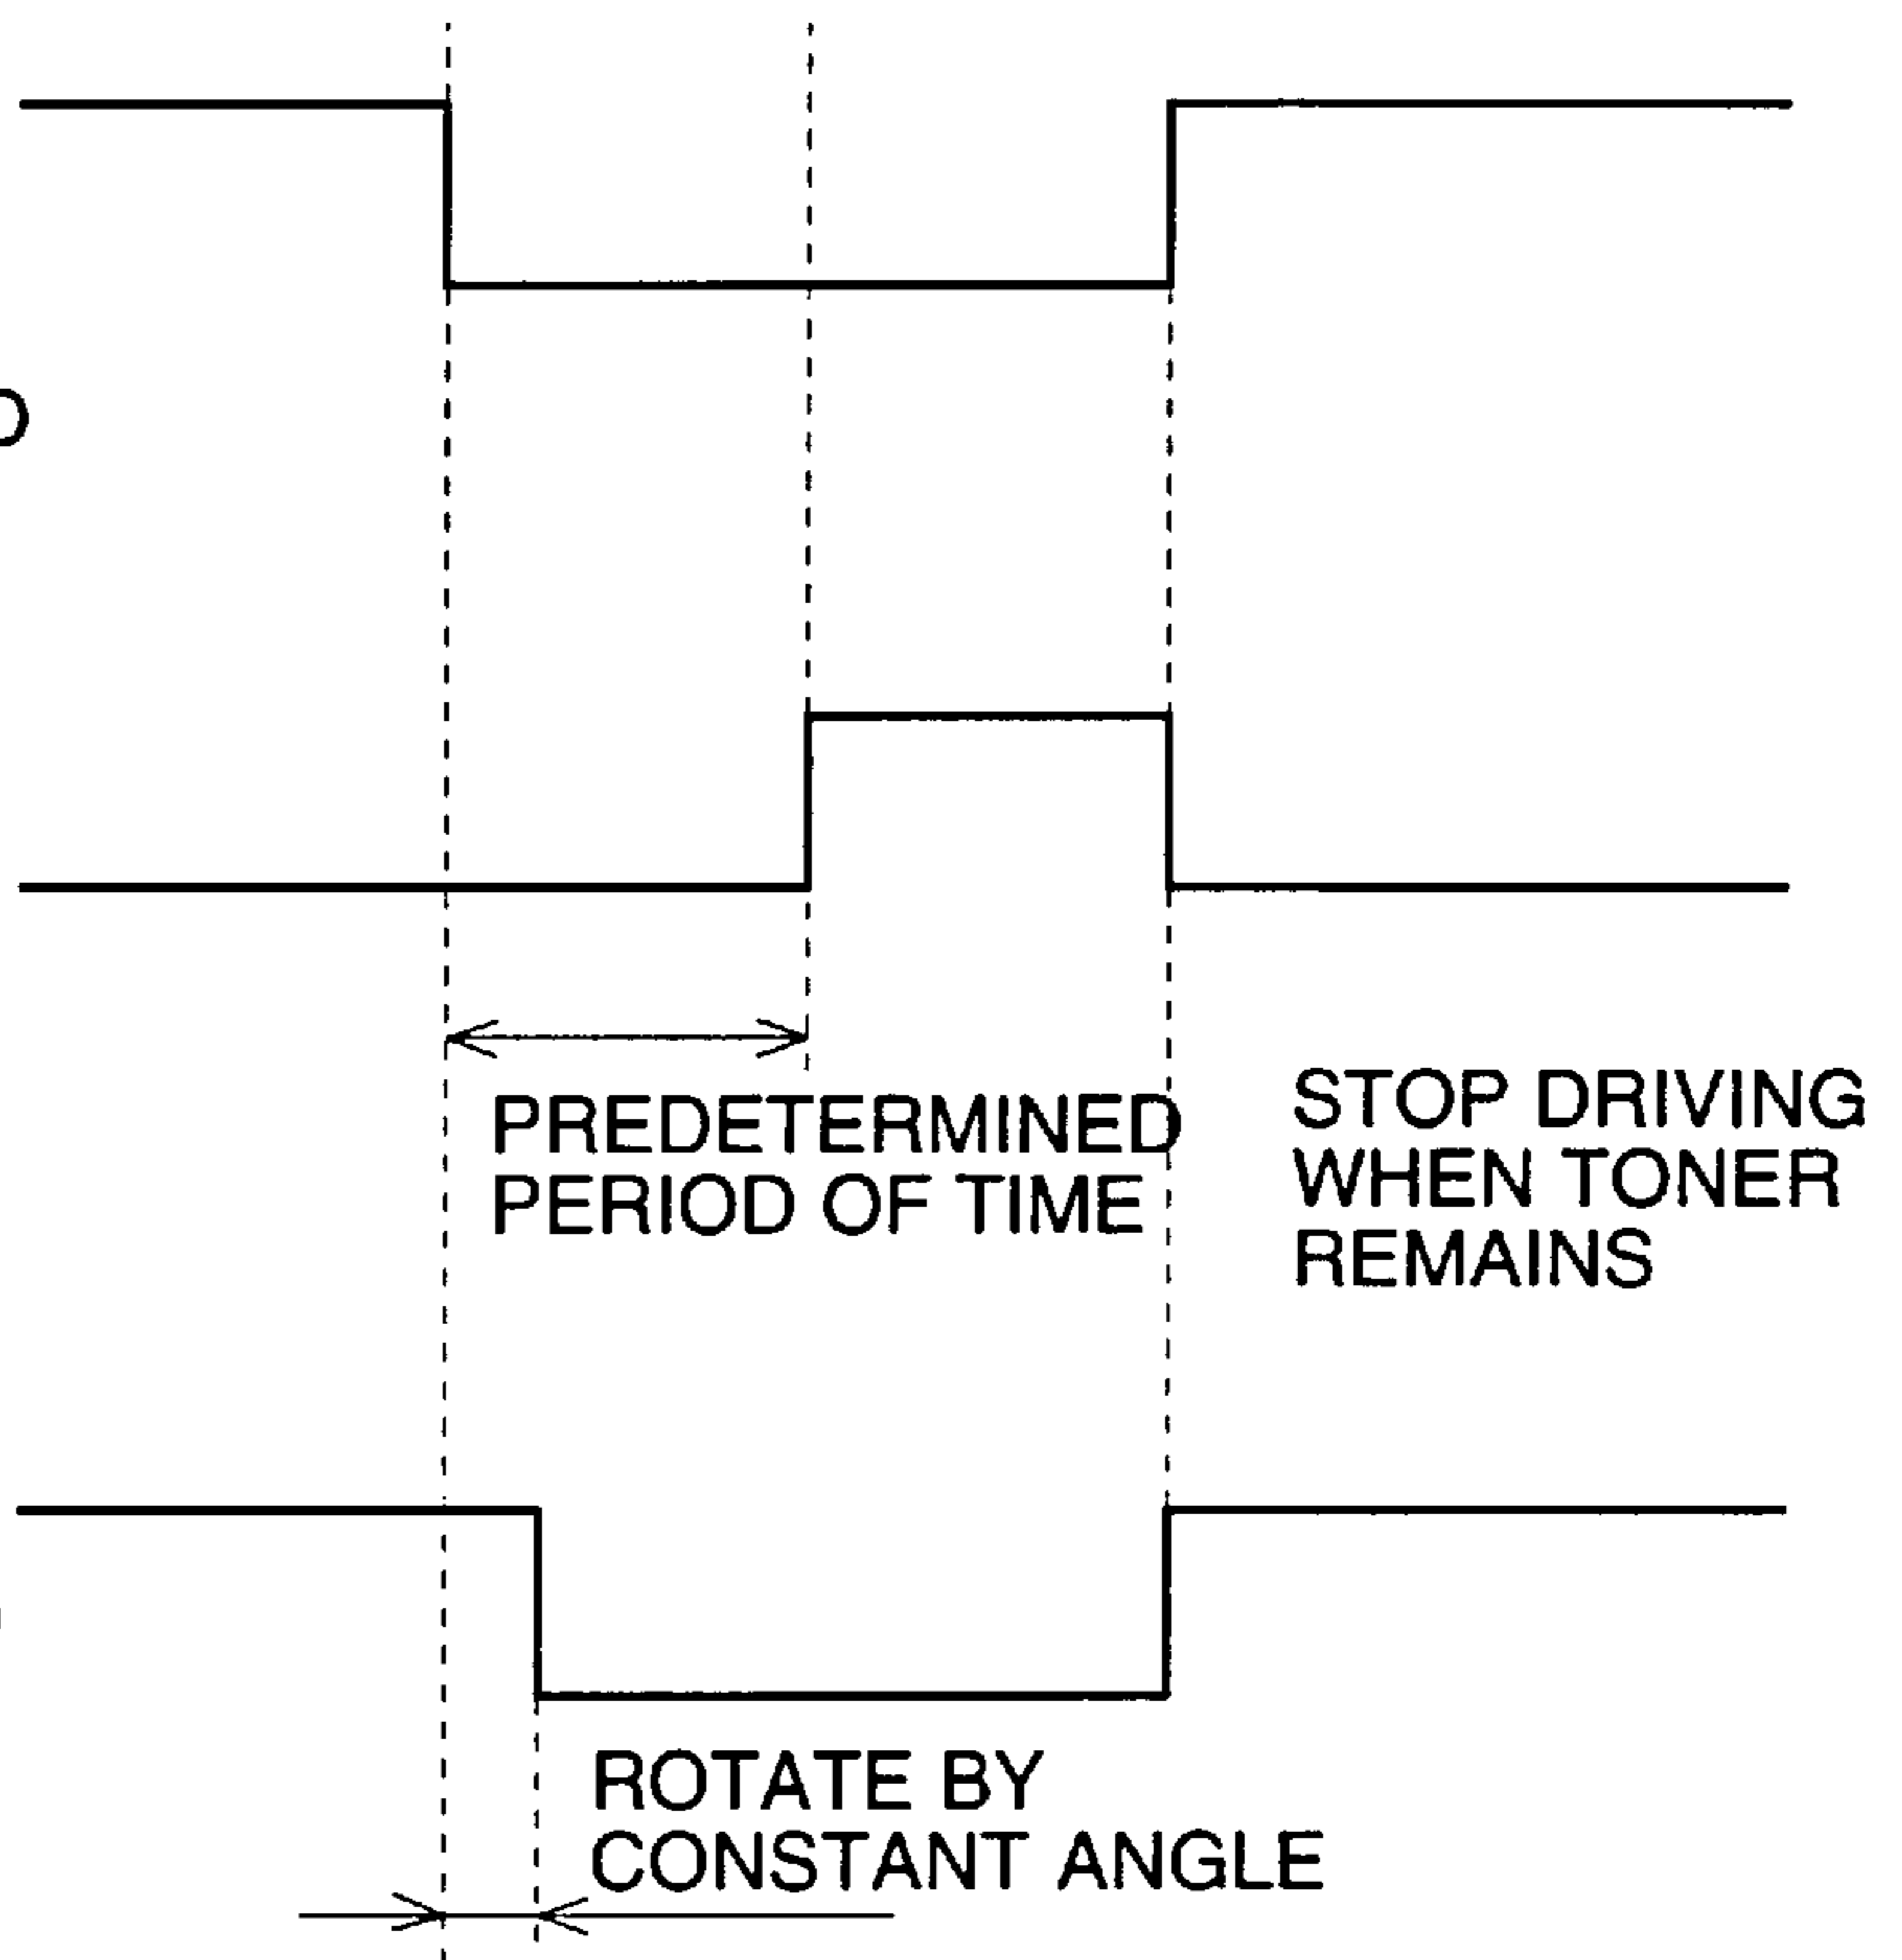 PREDETERMINED
PERIOD OF TIME
STOP DRIVING
WHEN TONER
REMAINS
ROTATE BY
CONSTANT ANGLE